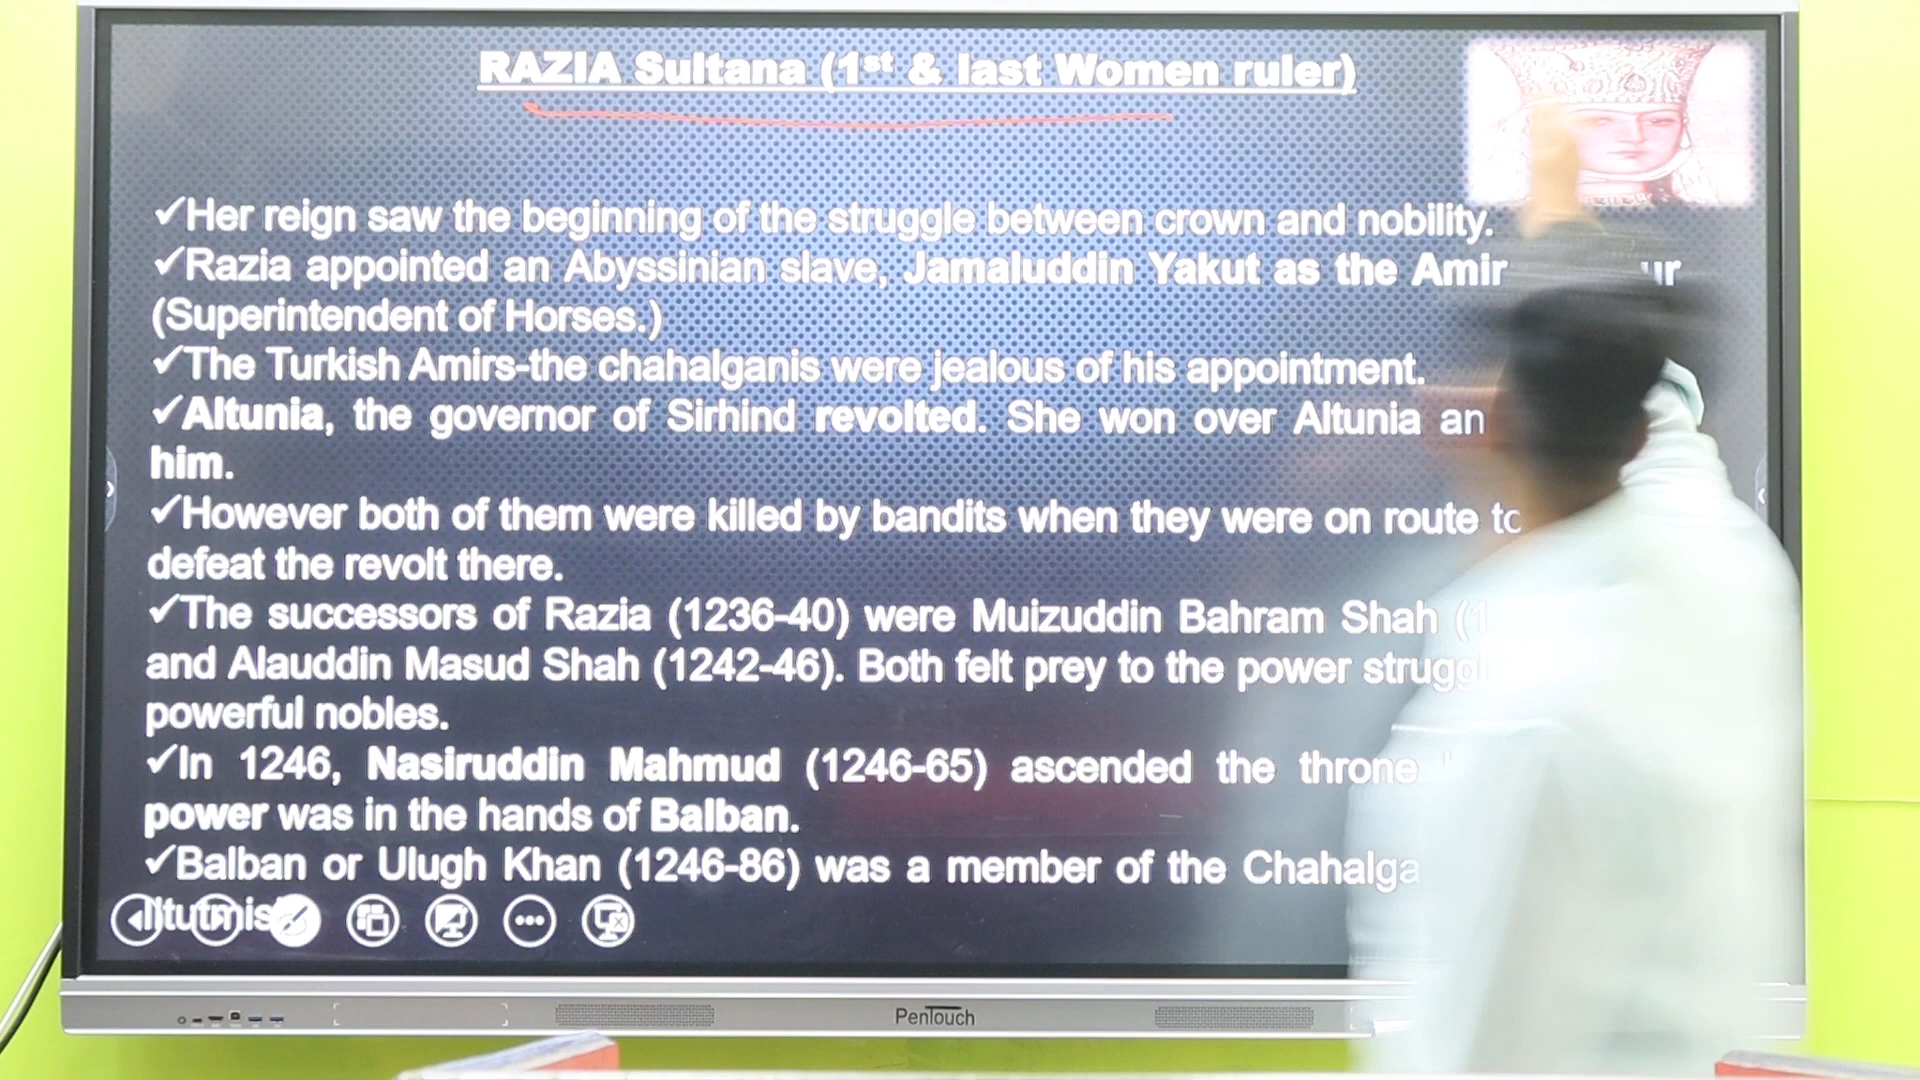 RAZIA Sultana (1st & last Women ruler)
✓Her reign saw the beginning of the struggle between crown and nobility.
✓Razia appointed an Abyssinian slave, Jamaluddin Yakut as the Amir
(Superintendent of Horses.)
✓The Turkish Amirs-the chahalganis were jealous of his appointment.
✓Altunia, the governor of Sirhind revolted. She won over Altunia
him.
✓However both of them were killed by bandits when they were on route
defeat the revolt there.
✓The successors of Razia (1236-40) were Muizuddin Bahram Shah
and Alauddin Masud Shah (1242-46). Both felt prey to the power
powerful nobles.
✓In 1246, Nasiruddin Mahmud (1246-65) ascended the throne
power was in the hands of Balban.
✓Balban or Ulugh Khan (1246-86) was a member of the
PenTouch